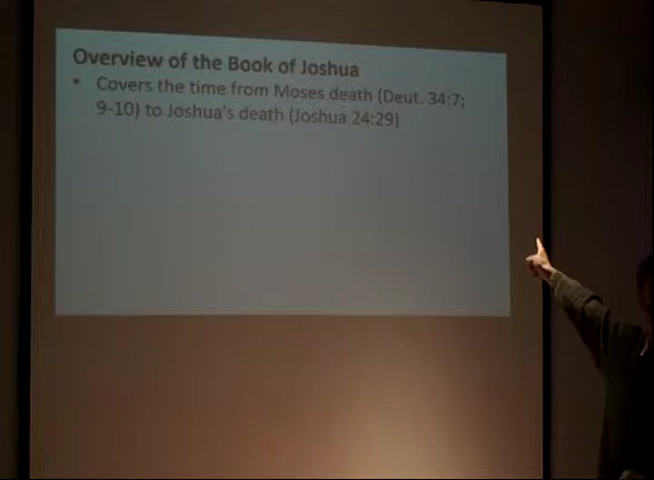 Overview of the Book of Joshua
• Covers the time from Moses death (Deut. 34:7;
9-10) to Joshua's death (Joshua 24:29)